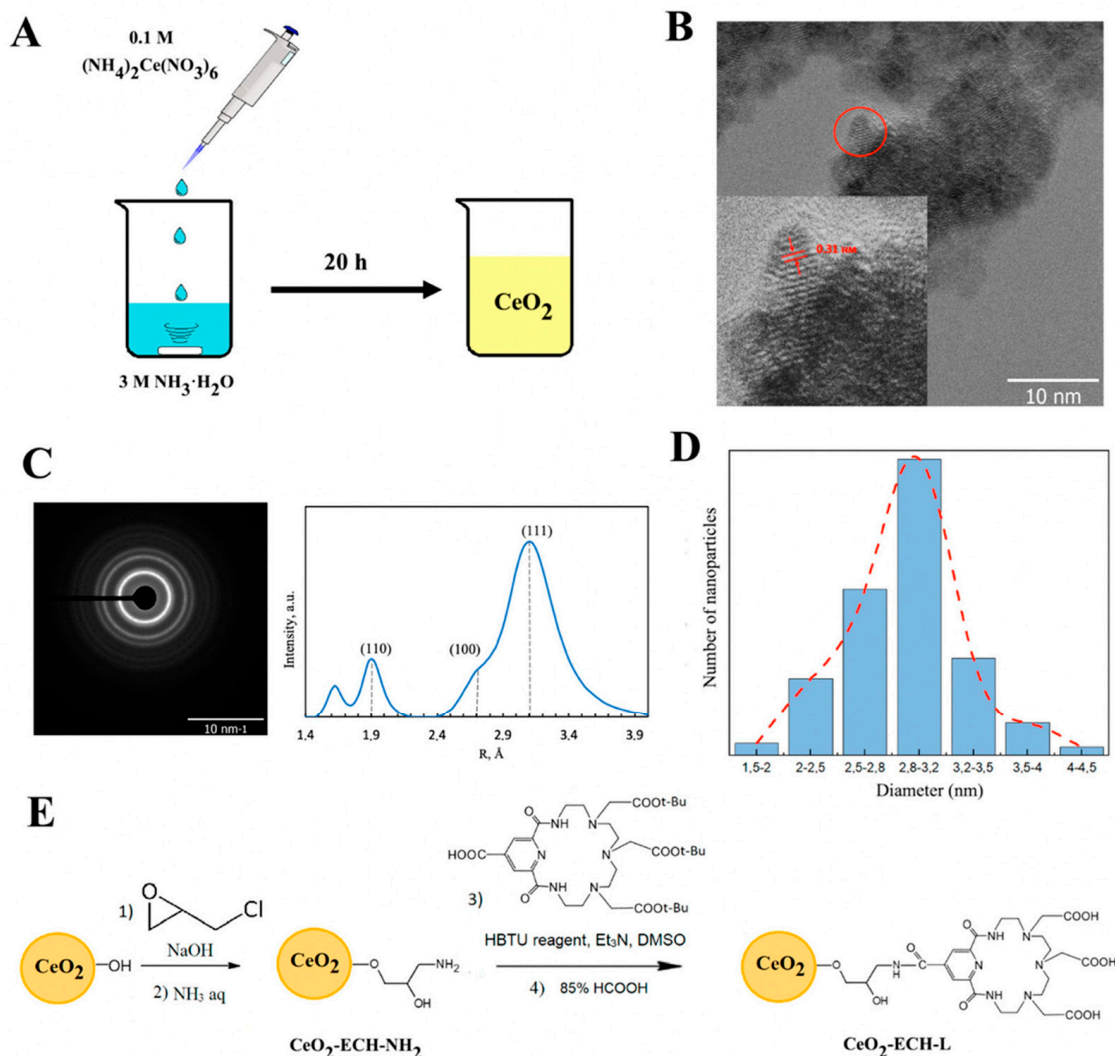 A
0.1 M
(NH₄)₂Ce(NO₃)₆
20 h
CeO₂
3 M NH₃·H₂O
B
0.31 нм
10 nm
C
10 nm-1
Intensity, a.u.
(110)
(100)
(111)
1,4 1,9 2,4 2,9 3,4 3,9
R, Å
D
Number of nanoparticles
1,5-2 2-2,5 2,5-2,8 2,8-3,2 3,2-3,5 3,5-4 4-4,5
Diameter (nm)
E
CeO₂
OH
1)
O
Cl
NaOH
2) NH₃ aq
CeO₂
O
NH₂
OH
CeO₂-ECH-NH₂
3)
HOOC
O
NH
N
COOt-Bu
N
N
COOt-Bu
O
NH
N
COOt-Bu
HBTU reagent, Et₃N, DMSO
4) 85% HCOOH
CeO₂
O
OH
N
H
O
O
NH
N
COOH
N
N
COOH
O
NH
N
COOH
CeO₂-ECH-L